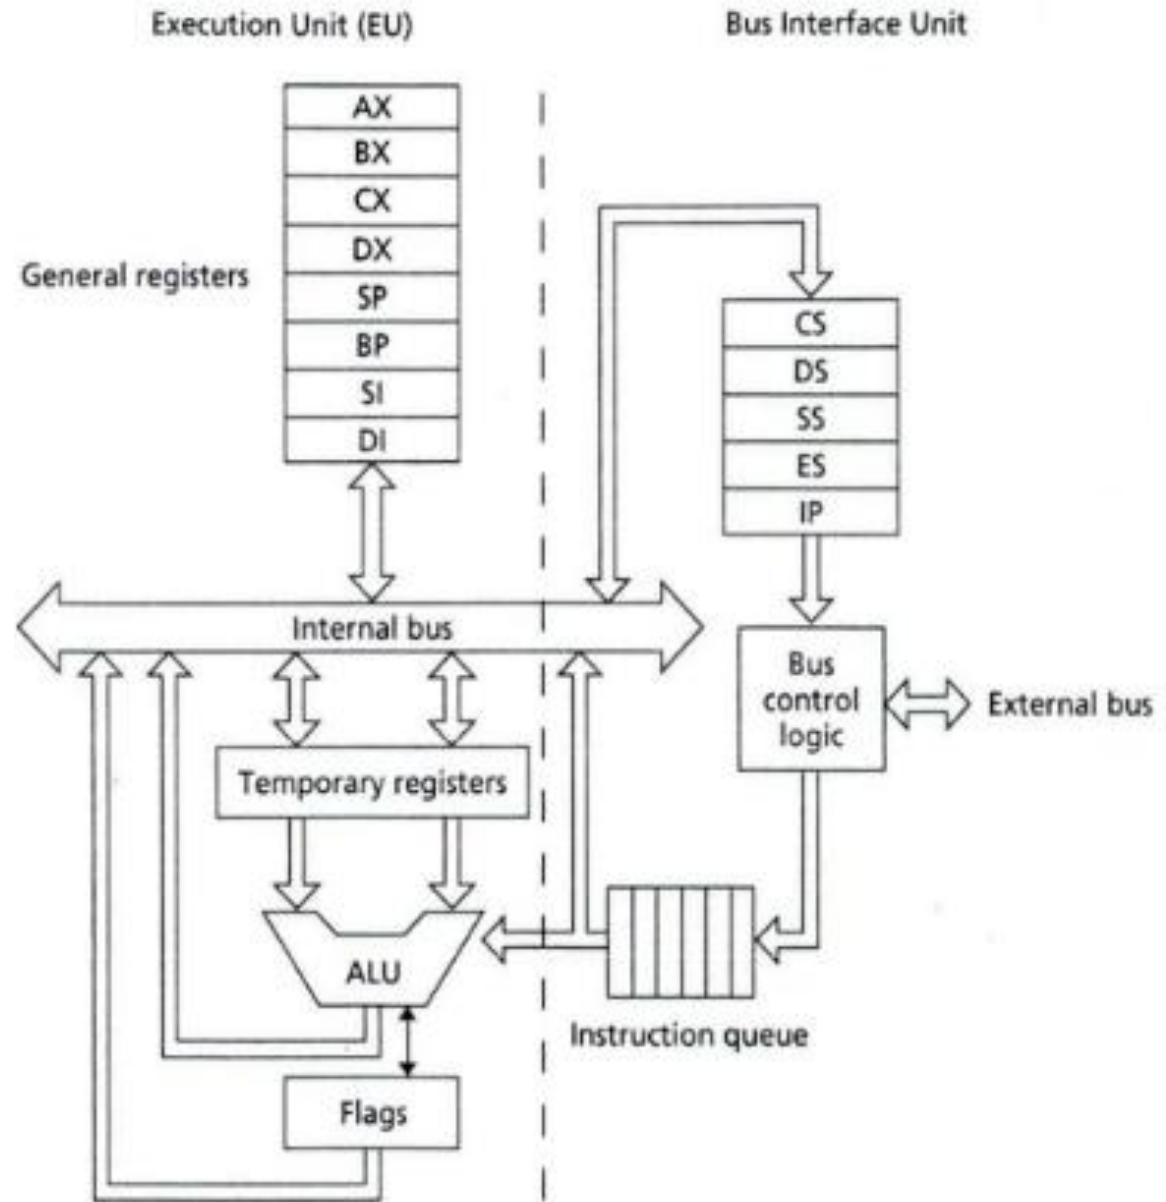 Execution Unit (EU)
Bus Interface Unit
AX
BX
CX
DX
General registers
SP
BP
SI
DI
CS
DS
SS
ES
IP
Internal bus
Bus
control
logic
External bus
Temporary registers
ALU
Instruction queue
Flags